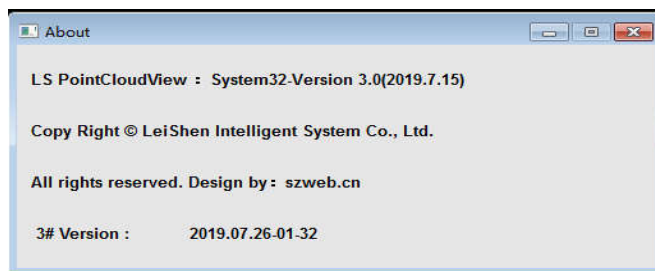 About
LS PointCloudView： System32-Version 3.0(2019.7.15)
Copy Right © LeiShen Intelligent System Co., Ltd.
All rights reserved. Design by：szweb.cn
3# Version : 2019.07.26-01-32